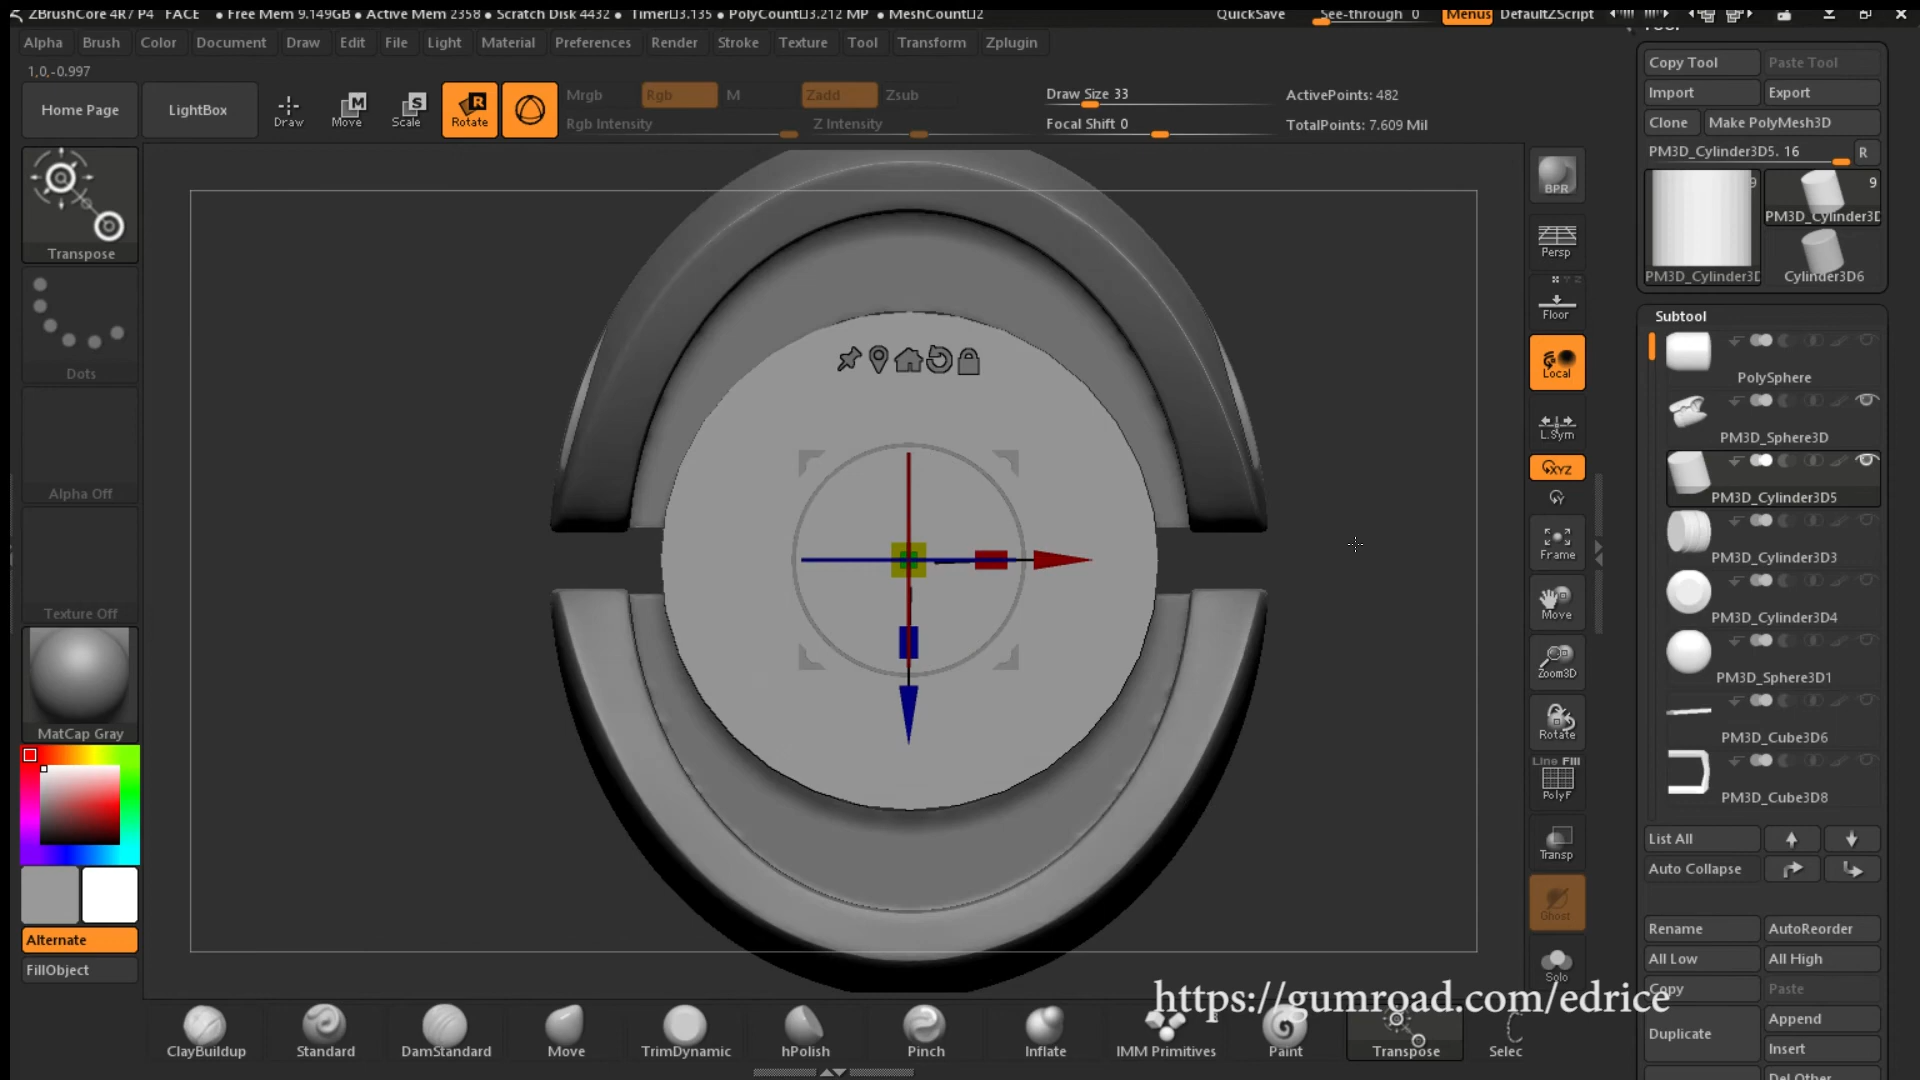 ZBrushCore 4R7 P4 FACE • Free Mem 9.149GB • Active Mem 2358 • Scratch Disk 4432 • Timer 3.135 • PolyCount 3.212 MP • MeshCount 2 QuickSave See-through 0 Menus DefaultZScript
Alpha Brush Color Document Draw Edit File Light Material Preferences Render Stroke Texture Tool Transform Zplugin
1,0,-0.997
Home Page LightBox Draw Move Scale Rotate
Mrgb Rgb M Zadd Zsub
Rgb Intensity Z Intensity
Draw Size 33
Focal Shift 0
ActivePoints: 482
TotalPoints: 7.609 Mil
Transpose
Dots
Alpha Off
Texture Off
MatCap Gray
Alternate
FillObject
BPR
Persp
Floor
Local
L.Sym
XYZ
Frame
Move
Zoom3D
Rotate
Line Fill
PolyF
Transp
Ghost
Solo
Copy Tool Paste Tool
Import Export
Clone Make PolyMesh3D
PM3D_Cylinder3D5. 16 R
9 9
PM3D_Cylinder3D
PM3D_Cylinder3D Cylinder3D6
Subtool
PolySphere
PM3D_Sphere3D
PM3D_Cylinder3D5
PM3D_Cylinder3D3
PM3D_Cylinder3D4
PM3D_Sphere3D1
PM3D_Cube3D6
PM3D_Cube3D8
List All
Auto Collapse
Rename AutoReorder
All Low All High
Copy Paste
Duplicate Append
Insert
Del Other
https://gumroad.com/edrice
ClayBuildup Standard DamStandard Move TrimDynamic hPolish Pinch Inflate IMM Primitives Paint Transpose Selec